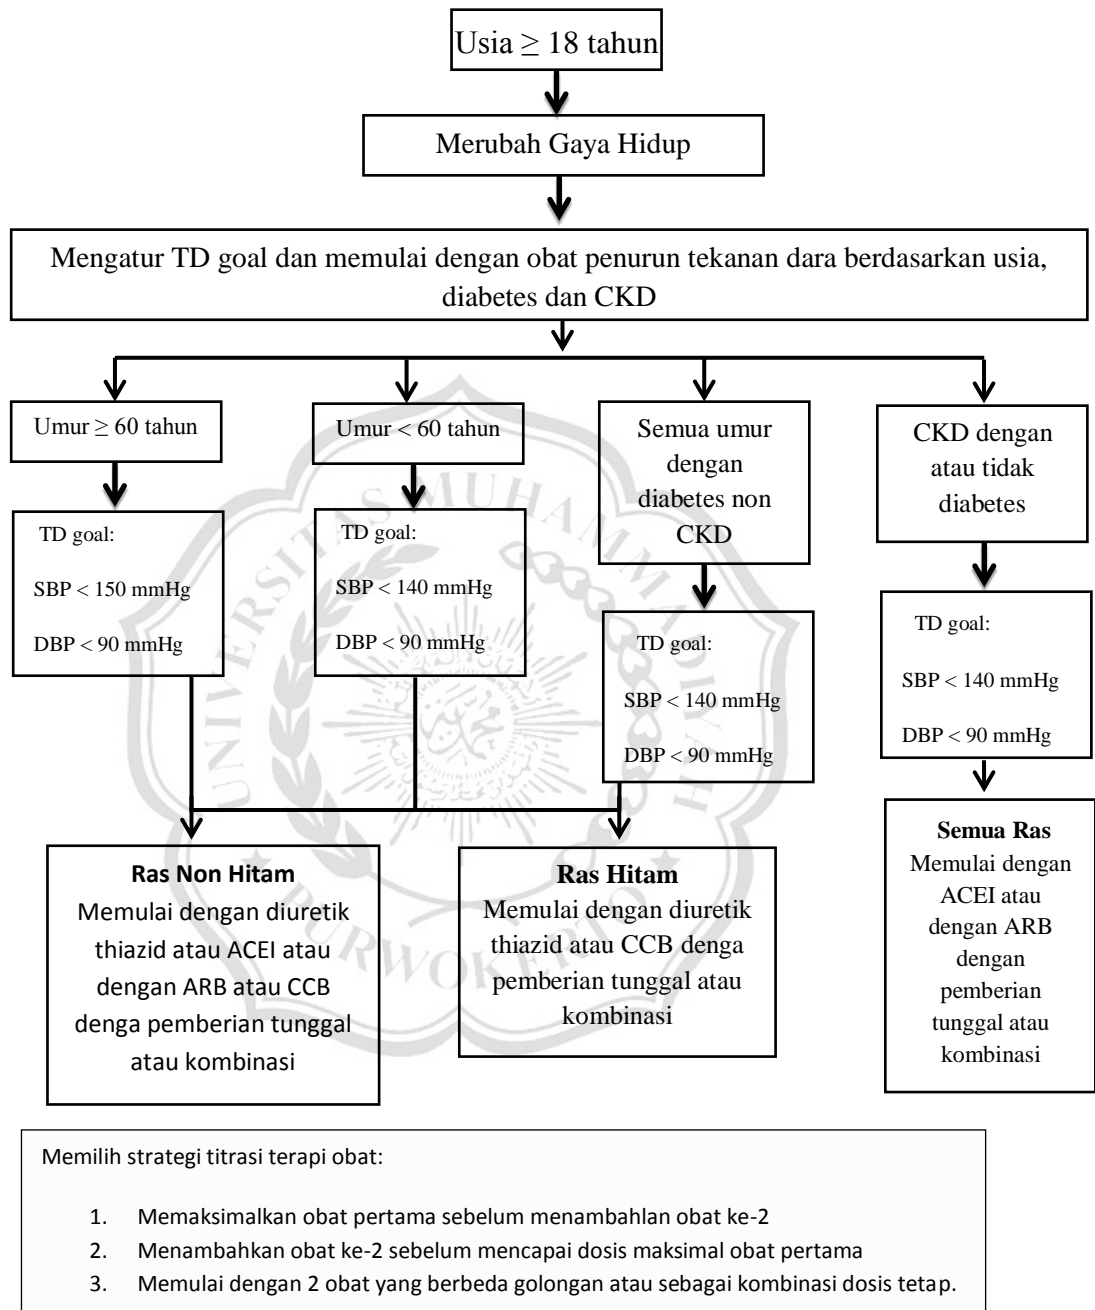 Usia ≥ 18 tahun
Merubah Gaya Hidup
Mengatur TD goal dan memulai dengan obat penurun tekanan dara berdasarkan usia,
diabetes dan CKD
Umur ≥ 60 tahun
Umur < 60 tahun
Semua umur
dengan
diabetes non
CKD
CKD dengan
atau tidak
diabetes
TD goal:
SBP < 150 mmHg
DBP < 90 mmHg
TD goal:
SBP < 140 mmHg
DBP < 90 mmHg
TD goal:
SBP < 140 mmHg
DBP < 90 mmHg
TD goal:
SBP < 140 mmHg
DBP < 90 mmHg
Ras Non Hitam
Memulai dengan diuretik
thiazid atau ACEI atau
dengan ARB atau CCB
denga pemberian tunggal
atau kombinasi
Ras Hitam
Memulai dengan diuretik
thiazid atau CCB denga
pemberian tunggal atau
kombinasi
Semua Ras
Memulai dengan
ACEI atau
dengan ARB
dengan
pemberian
tunggal atau
kombinasi
Memilih strategi titrasi terapi obat:
1. Memaksimalkan obat pertama sebelum menambahlan obat ke-2
2. Menambahkan obat ke-2 sebelum mencapai dosis maksimal obat pertama
3. Memulai dengan 2 obat yang berbeda golongan atau sebagai kombinasi dosis tetap.
UNIVERSITAS MUHAMMADIYAH
PURWOKERTO